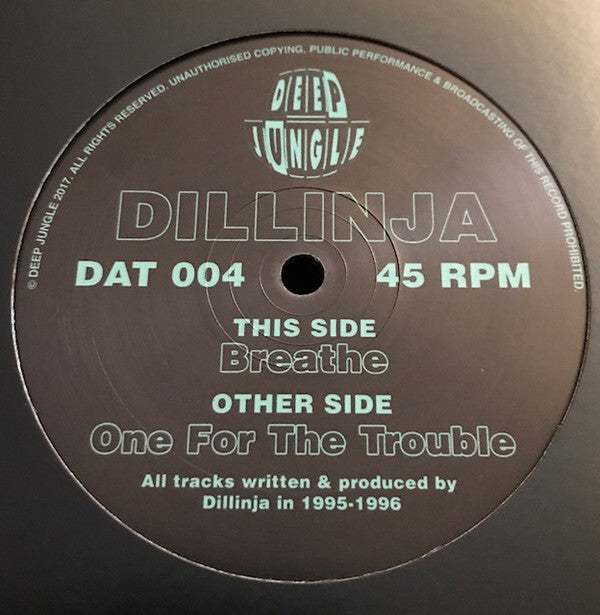 © DEEP JUNGLE 2017. ALL RIGHTS RESERVED. UNAUTHORISED COPYING, PUBLIC PERFORMANCE & BROADCASTING OF THIS RECORD PROHIBITED.
DEEP
JUNGLE
DILLINJA
DAT 004 45 RPM
THIS SIDE
Breathe
OTHER SIDE
One For The Trouble
All tracks written & produced by
Dillinja in 1995-1996